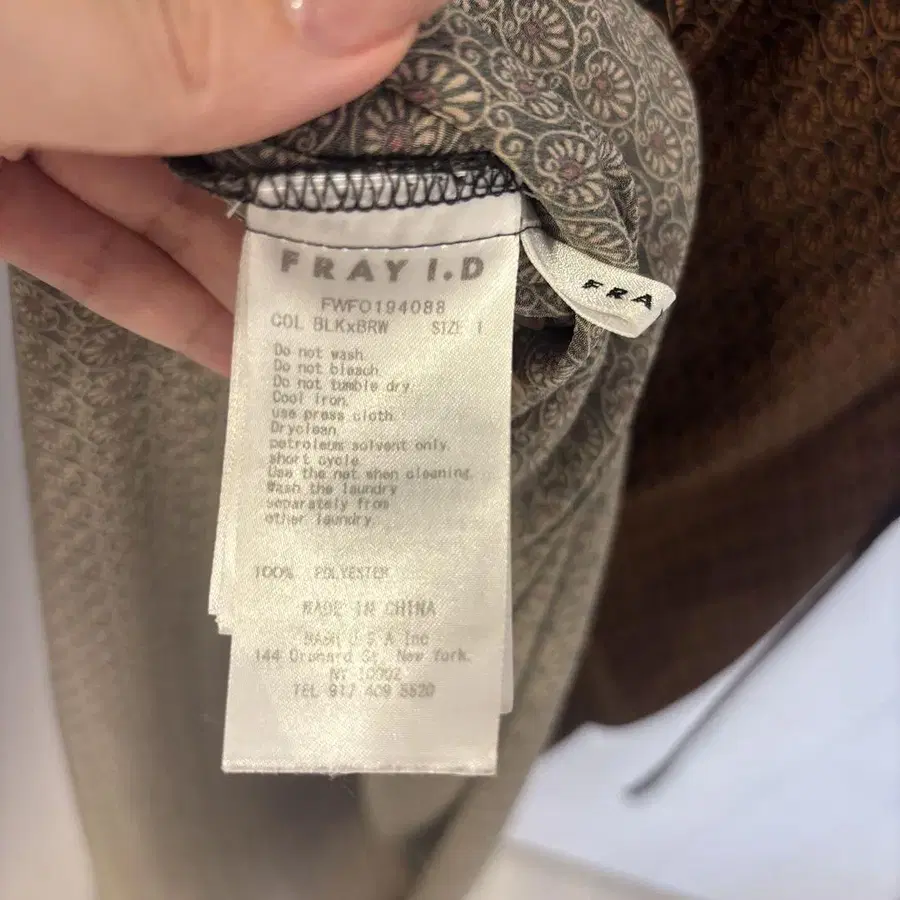 FRAY I.D
FRA
FWFO194088
COL BLKxBRW SIZE 1
Do not wash.
Do not bleach.
Do not tumble dry.
Cool iron.
use press cloth.
Dryclean.
petroleum solvent only.
short cycle.
Use the net when cleaning.
Wash the laundry
separately from
other laundry.
100% POLYESTER
MADE IN CHINA
MASH U S A Inc
144 Orchard St. New York.
NY 10002
TEL 917 409 5520